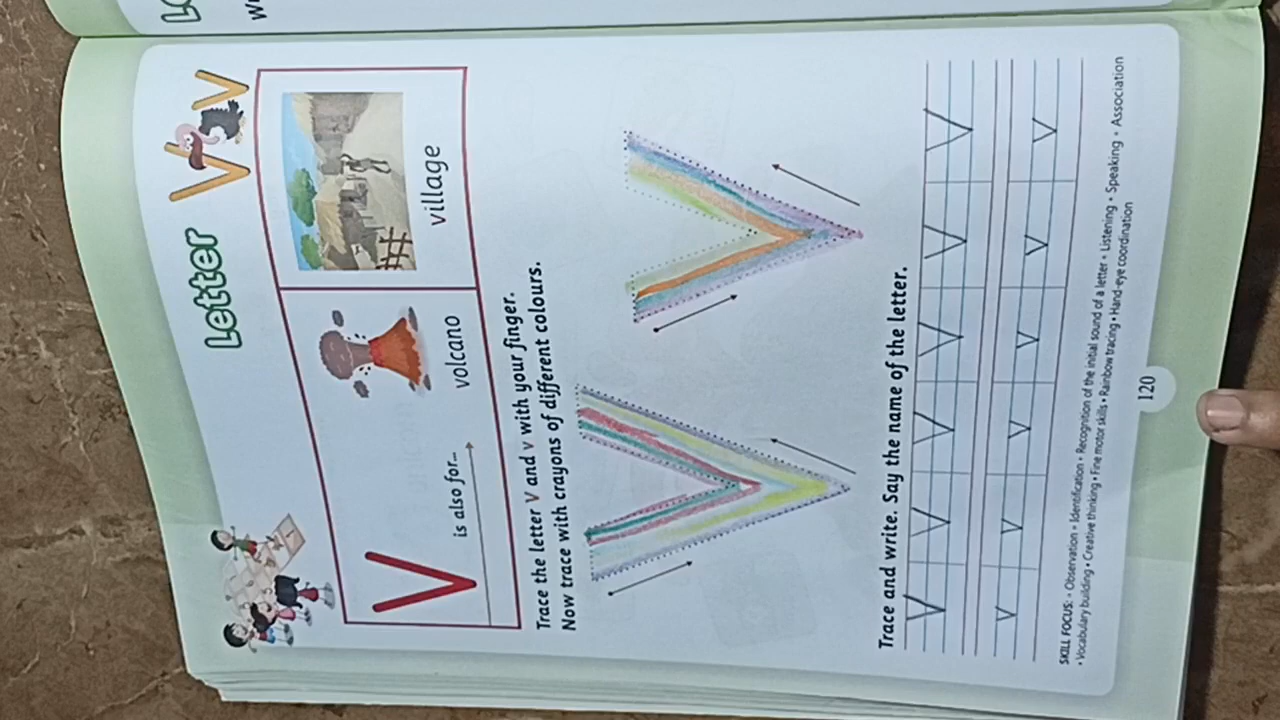 Letter Vv
V
is also for...
volcano
village
Trace the letter V and v with your finger.
Now trace with crayons of different colours.
Trace and write. Say the name of the letter.
V V V V V V
v v v v v v
SKILL FOCUS: • Observation • Identification • Recognition of the initial sound of a letter • Listening • Speaking • Association
• Vocabulary building • Creative thinking • Fine motor skills • Rainbow tracing • Hand-eye coordination
120